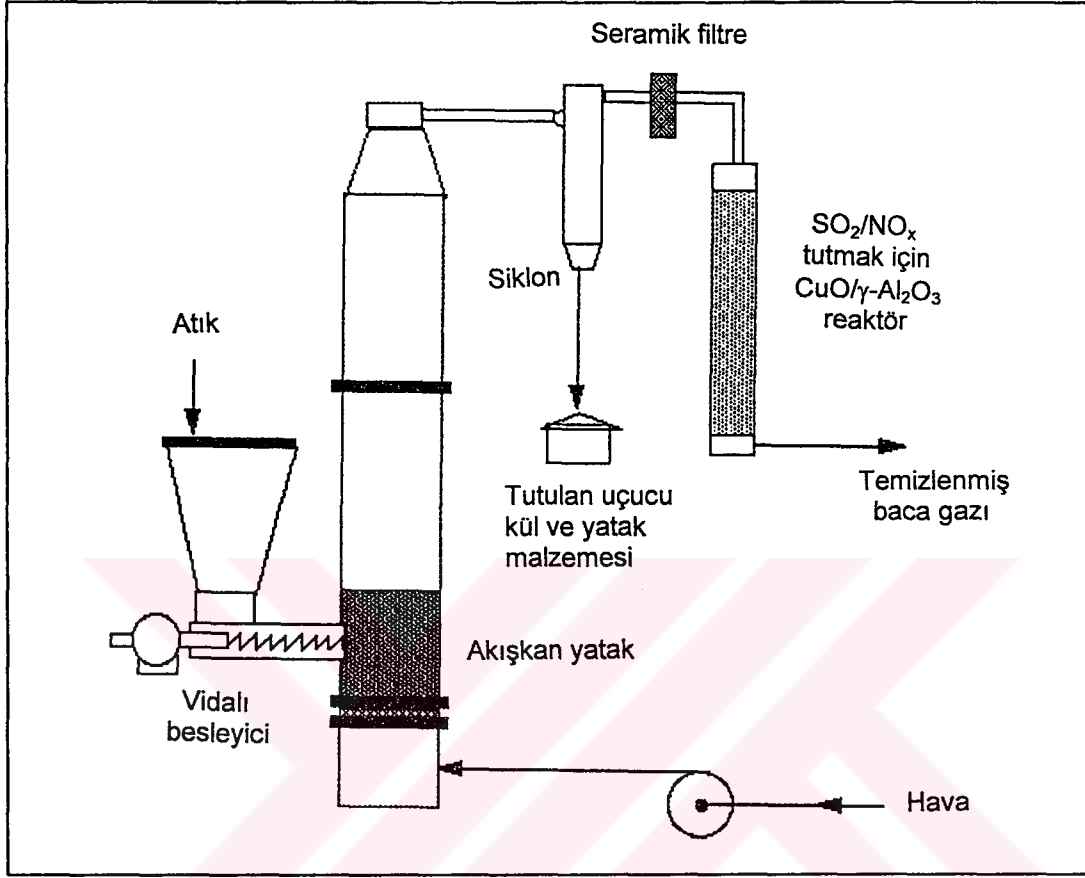 Seramik filtre
SO₂/NOₓ
tutmak için
CuO/γ-Al₂O₃
reaktör
Siklon
Atık
Temizlenmiş
baca gazı
Tutulan uçucu
kül ve yatak
malzemesi
Akışkan yatak
Vidalı
besleyici
Hava